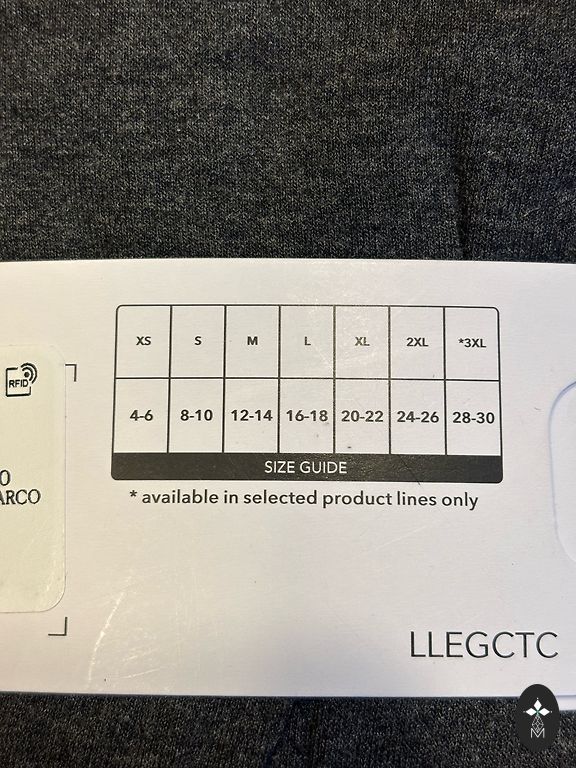 XS S M L XL 2XL *3XL
RFID
4-6 8-10 12-14 16-18 20-22 24-26 28-30
SIZE GUIDE
O
ARCO
* available in selected product lines only
LLEGCTC
M